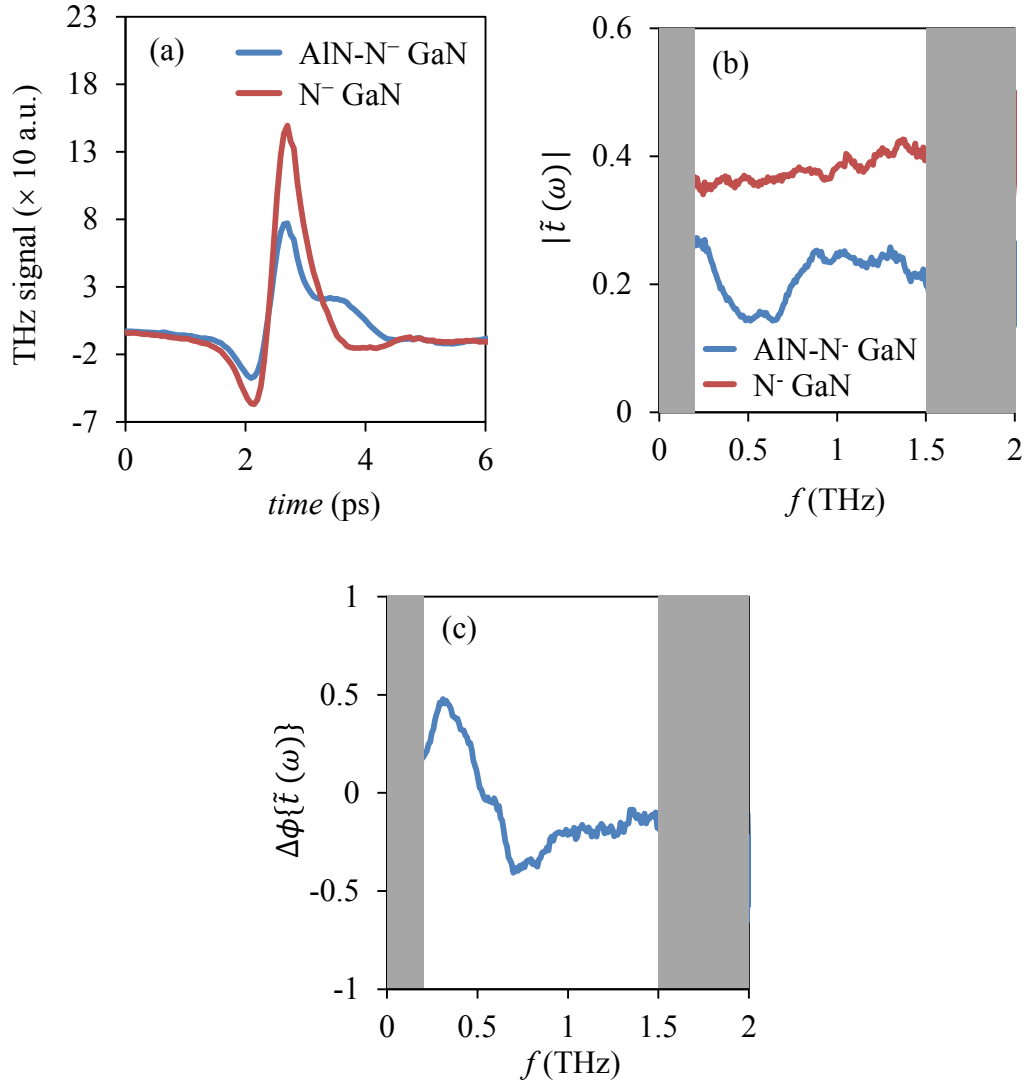 (a)
AlN-N⁻ GaN
N⁻ GaN
THz signal (× 10 a.u.)
23
18
13
8
3
-2
-7
0
2
4
6
time (ps)
(b)
|t̃ (ω)|
0.6
0.4
0.2
0
AlN-N⁻ GaN
N⁻ GaN
0
0.5
1
1.5
2
f (THz)
(c)
Δϕ{t̃ (ω)}
1
0.5
0
-0.5
-1
0
0.5
1
1.5
2
f (THz)